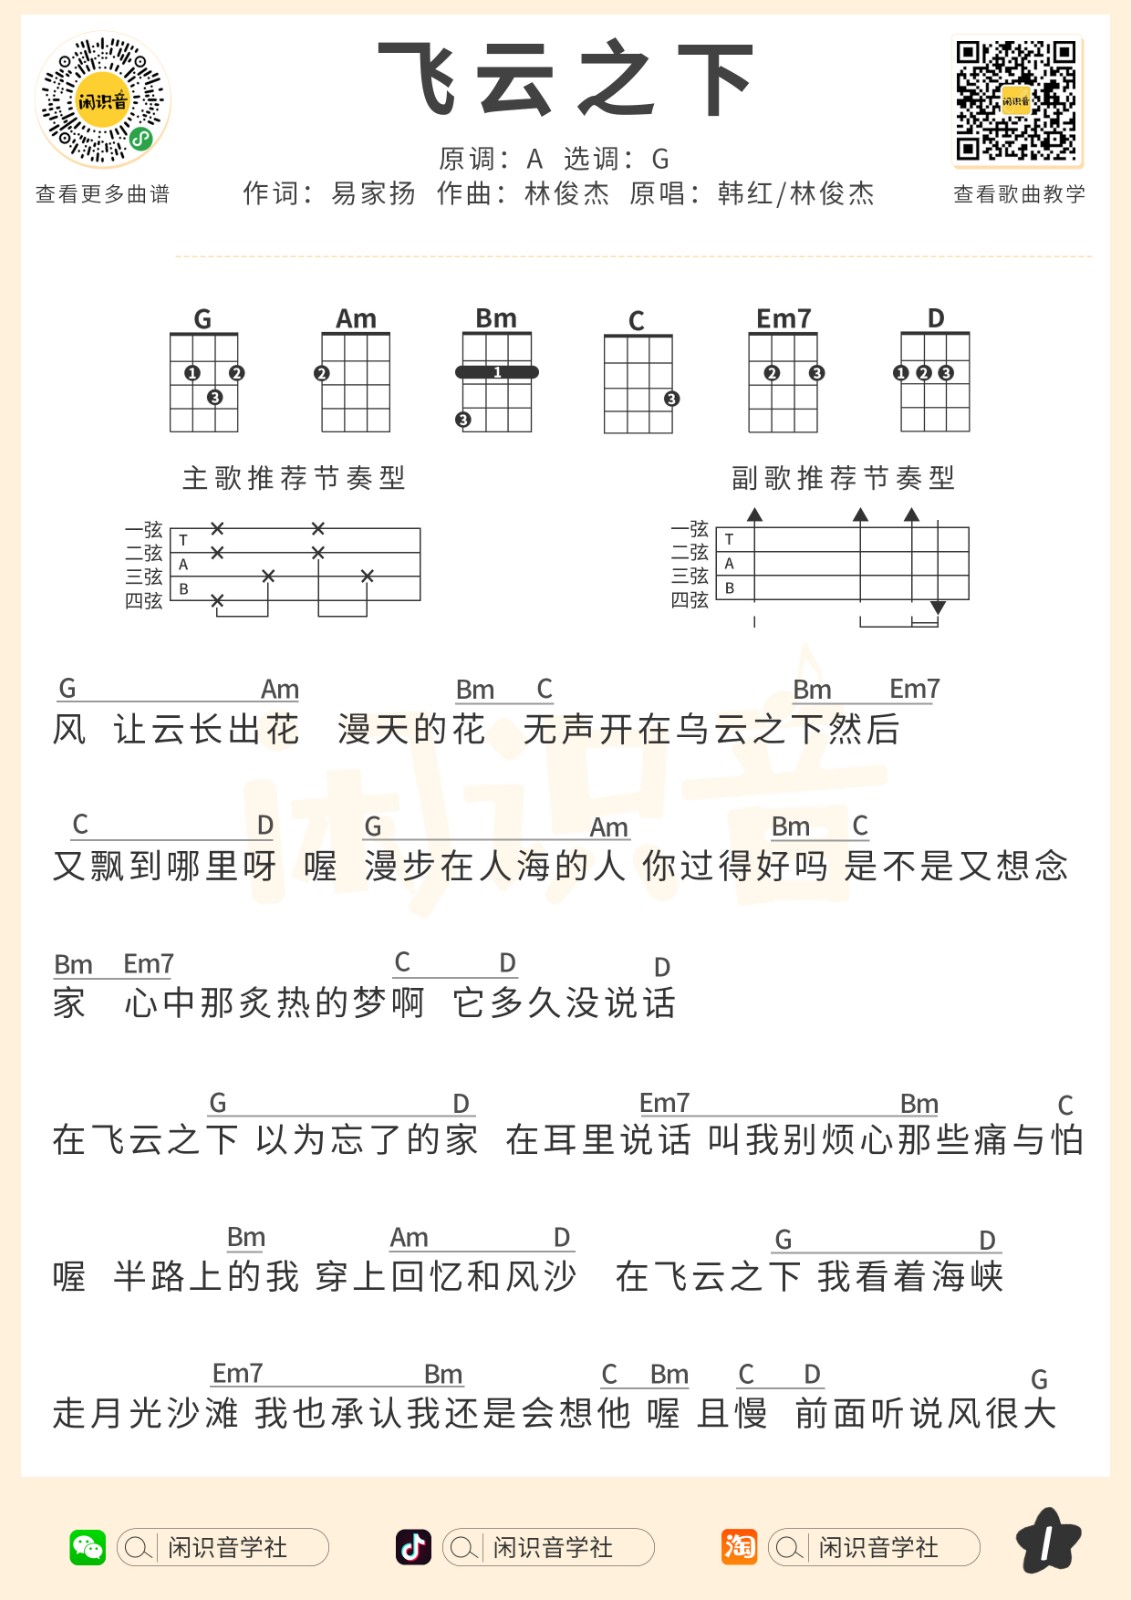 飞云之下
闲识音
闲识音
原调：A 选调：G
查看更多曲谱
作词：易家扬 作曲：林俊杰 原唱：韩红/林俊杰
查看歌曲教学
G Am Bm C Em7 D
1 2 3
2
1 3
3
2 3
1 2 3
主歌推荐节奏型
副歌推荐节奏型
一弦
二弦
三弦
四弦
T
A
B
一弦
二弦
三弦
四弦
T
A
B
G Am Bm C Bm Em7
风 让云长出花 漫天的花 无声开在乌云之下然后
闲识音
C D G Am Bm C
又飘到哪里呀 喔 漫步在人海的人 你过得好吗 是不是又想念
Bm Em7 C D D
家 心中那炙热的梦啊 它多久没说话
G D Em7 Bm C
在飞云之下 以为忘了的家 在耳里说话 叫我别烦心那些痛与怕
Bm Am D G D
喔 半路上的我 穿上回忆和风沙 在飞云之下 我看着海峡
Em7 Bm C Bm C D G
走月光沙滩 我也承认我还是会想他 喔 且慢 前面听说风很大
闲识音学社
闲识音学社
淘 闲识音学社
1